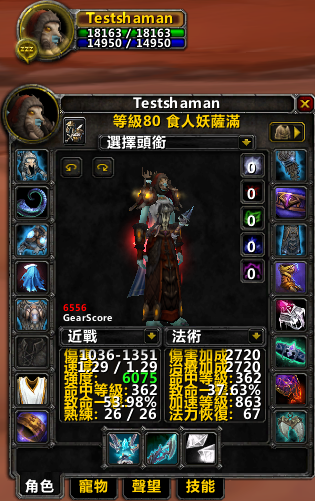 Testshaman
18163 / 18163
14950 / 14950
zzz
Testshaman
等級80 食人妖薩滿
選擇頭銜
0
0
0
0
0
6556
GearScore
近戰
法術
傷害: 1036-1351
傷害加成: 2720
速度: 1.29 / 1.29
治療加成: 2720
強度: 6075
命中等級: 362
命中等級: 362
致命: 37.63%
致命: 53.98%
加速等級: 863
熟練: 26 / 26
法力恢復: 67
角色
寵物
聲望
技能